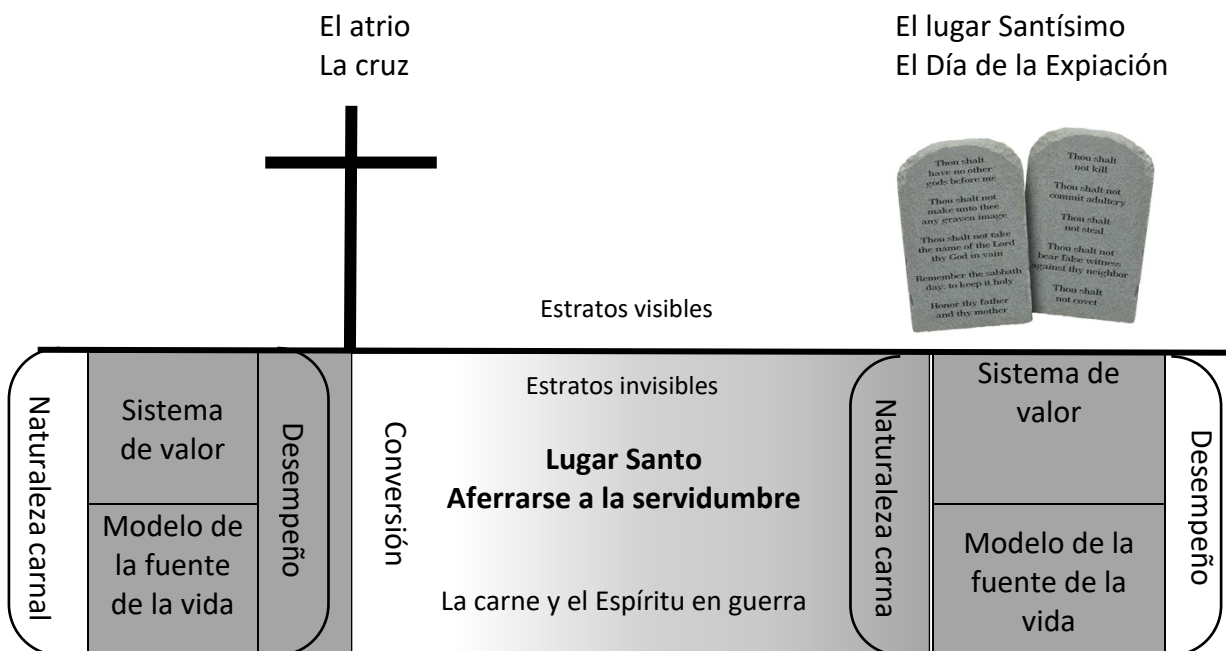 El atrio
La cruz
El lugar Santísimo
El Día de la Expiación
Thou shalt
have no other
gods before me
Thou shalt not
make unto thee
any graven image
Thou shalt not take
the name of the Lord
thy God in vain
Remember the sabbath
day, to keep it holy
Honor thy father
and thy mother
Thou shalt
not kill
Thou shalt not
commit adultery
Thou shalt
not steal
Thou shalt not
bear false witness
against thy neighbor
Thou shalt
not covet
Estratos visibles
Estratos invisibles
Naturaleza carnal
Sistema
de valor
Modelo de
la fuente
de la vida
Desempeño
Conversión
Lugar Santo
Aferrarse a la servidumbre
La carne y el Espíritu en guerra
Naturaleza carna
Sistema de
valor
Modelo de la
fuente de la
vida
Desempeño